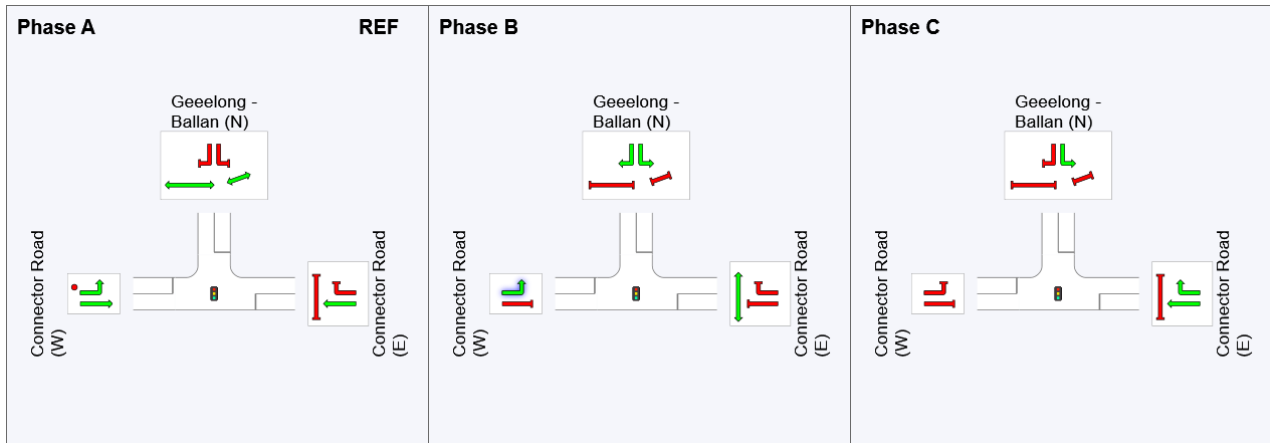 Phase A
REF
Geeelong -
Ballan (N)
Connector Road
(W)
Connector Road
(E)
Phase B
Geeelong -
Ballan (N)
Connector Road
(W)
Connector Road
(E)
Phase C
Geeelong -
Ballan (N)
Connector Road
(W)
Connector Road
(E)